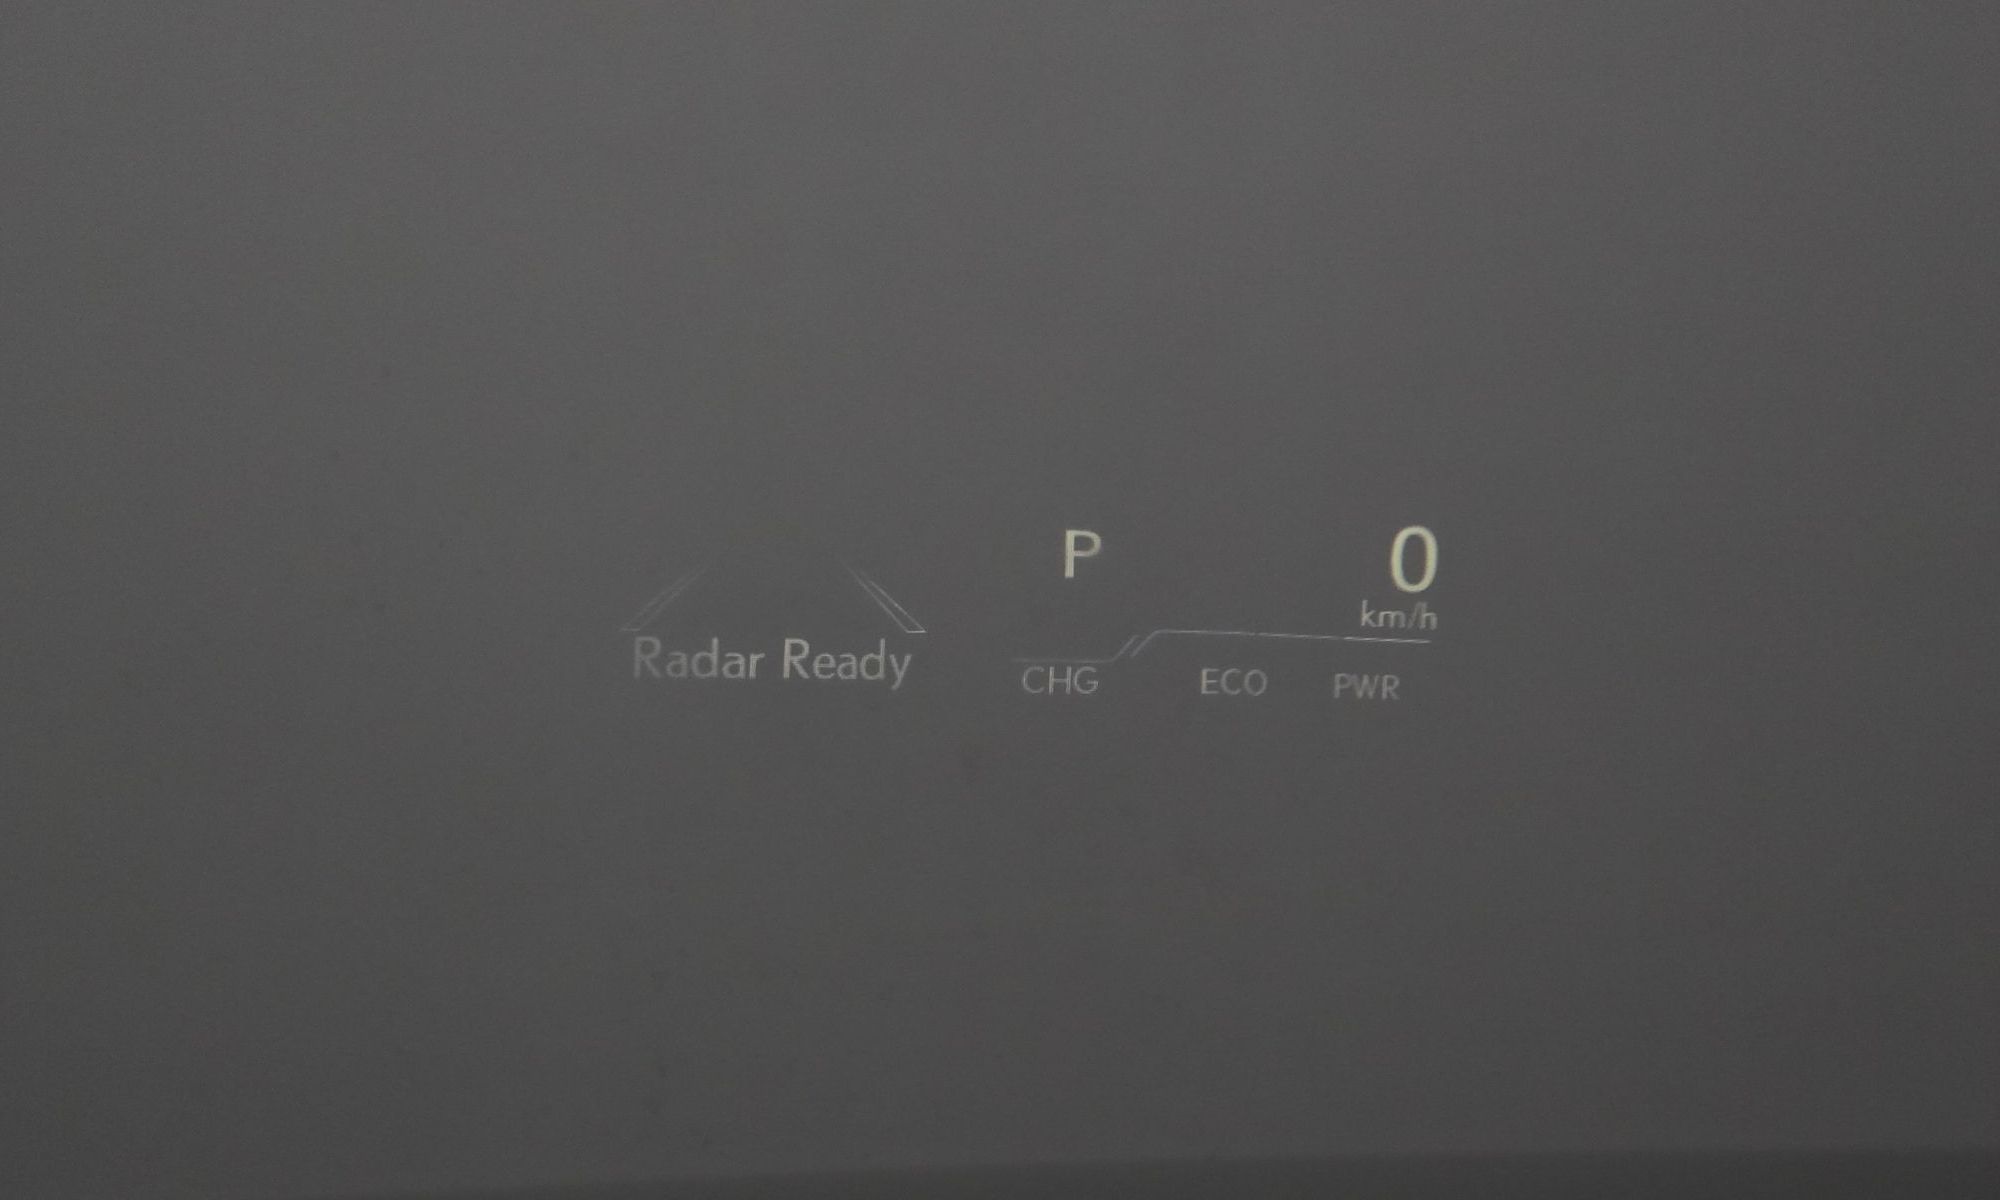 P
0
km/h
Radar Ready
CHG
ECO
PWR